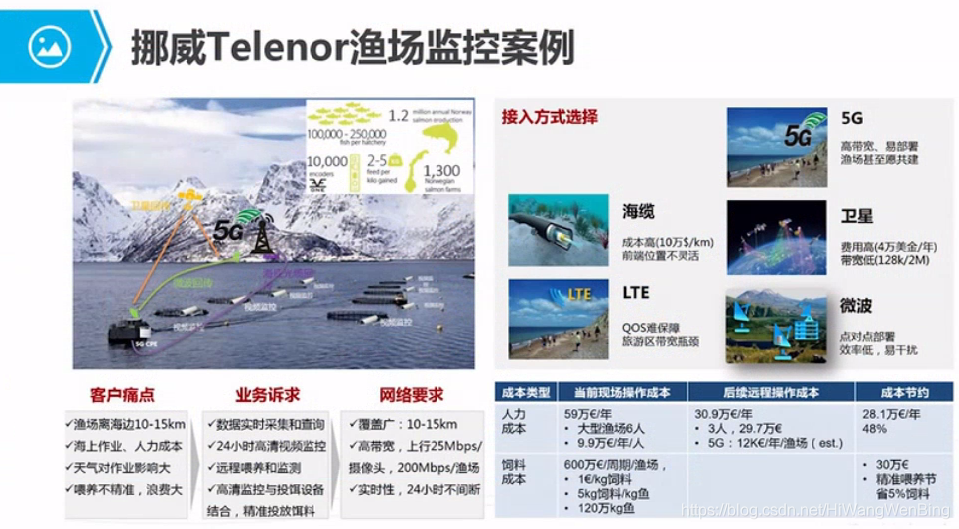 挪威Telenor渔场监控案例
1.2 million annual Norway
salmon production
100,000 - 250,000
fish per hatchery
10,000
encoders
2-5 KG
feed per
kilo gained
1,300
Norwegian
salmon farms
卫星回传
5G
微波回传
视频监控
视频监控
视频监控
视频监控
视频监控
5G CPE
接入方式选择
5G
5G
高带宽、易部署
渔场甚至愿共建
海缆
成本高(10万$/km)
前端位置不灵活
卫星
费用高(4万美金/年)
带宽低(128k/2M)
LTE
LTE
QOS难保障
旅游区带宽瓶颈
微波
点对点部署
效率低，易干扰
客户痛点
✓渔场离海边10-15km
✓海上作业、人力成本
✓天气对作业影响大
✓喂养不精准，浪费大
业务诉求
✓数据实时采集和查询
✓24小时高清视频监控
✓远程喂养和监测
✓高清监控与投饵设备
结合，精准投放饵料
网络要求
✓覆盖广：10-15km
✓高带宽，上行25Mbps/
摄像头，200Mbps/渔场
✓实时性，24小时不间断
成本类型 当前现场操作成本 后续远程操作成本 成本节约
人力
成本
59万€/年
• 大型渔场6人
• 9.9万€/年/人
30.9万€/年
• 3人，29.7万€
• 5G：12K€/年/渔场（est.)
28.1万€/年
48%
饲料
成本
600万€/周期/渔场，
• 1€/kg饲料
• 5kg饲料/kg鱼
• 120万kg鱼
• 30万€
• 精准喂养节
省5%饲料
https://blog.csdn.net/HiWangWenBing